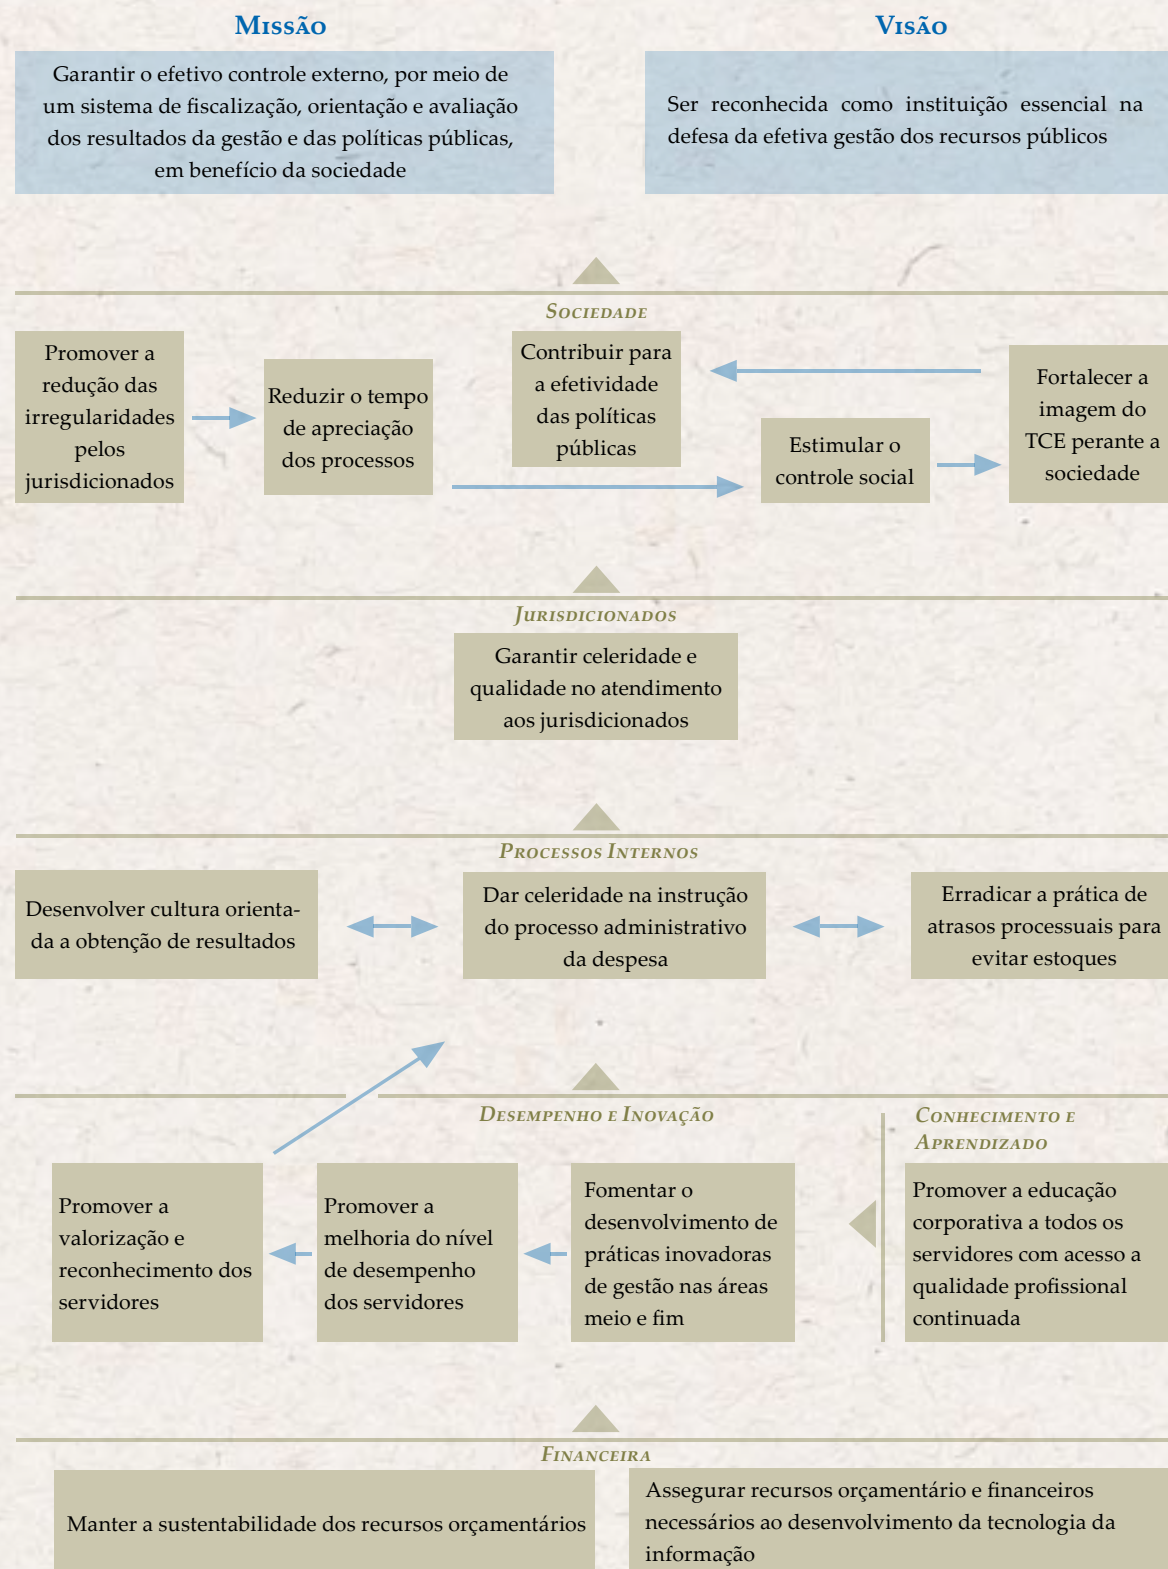 Missão
Garantir o efetivo controle externo, por meio de
um sistema de fiscalização, orientação e avaliação
dos resultados da gestão e das políticas públicas,
em benefício da sociedade
Visão
Ser reconhecida como instituição essencial na
defesa da efetiva gestão dos recursos públicos
Sociedade
Promover a
redução das
irregularidades
pelos
jurisdicionados
Reduzir o tempo
de apreciação
dos processos
Contribuir para
a efetividade
das políticas
públicas
Estimular o
controle social
Fortalecer a
imagem do
TCE perante a
sociedade
Jurisdicionados
Garantir celeridade e
qualidade no atendimento
aos jurisdicionados
Processos Internos
Desenvolver cultura orienta-
da a obtenção de resultados
Dar celeridade na instrução
do processo administrativo
da despesa
Erradicar a prática de
atrasos processuais para
evitar estoques
Desempenho e Inovação
Promover a
valorização e
reconhecimento dos
servidores
Promover a
melhoria do nível
de desempenho
dos servidores
Fomentar o
desenvolvimento de
práticas inovadoras
de gestão nas áreas
meio e fim
Conhecimento e
Aprendizado
Promover a educação
corporativa a todos os
servidores com acesso a
qualidade profissional
continuada
Financeira
Manter a sustentabilidade dos recursos orçamentários
Assegurar recursos orçamentário e financeiros
necessários ao desenvolvimento da tecnologia da
informação